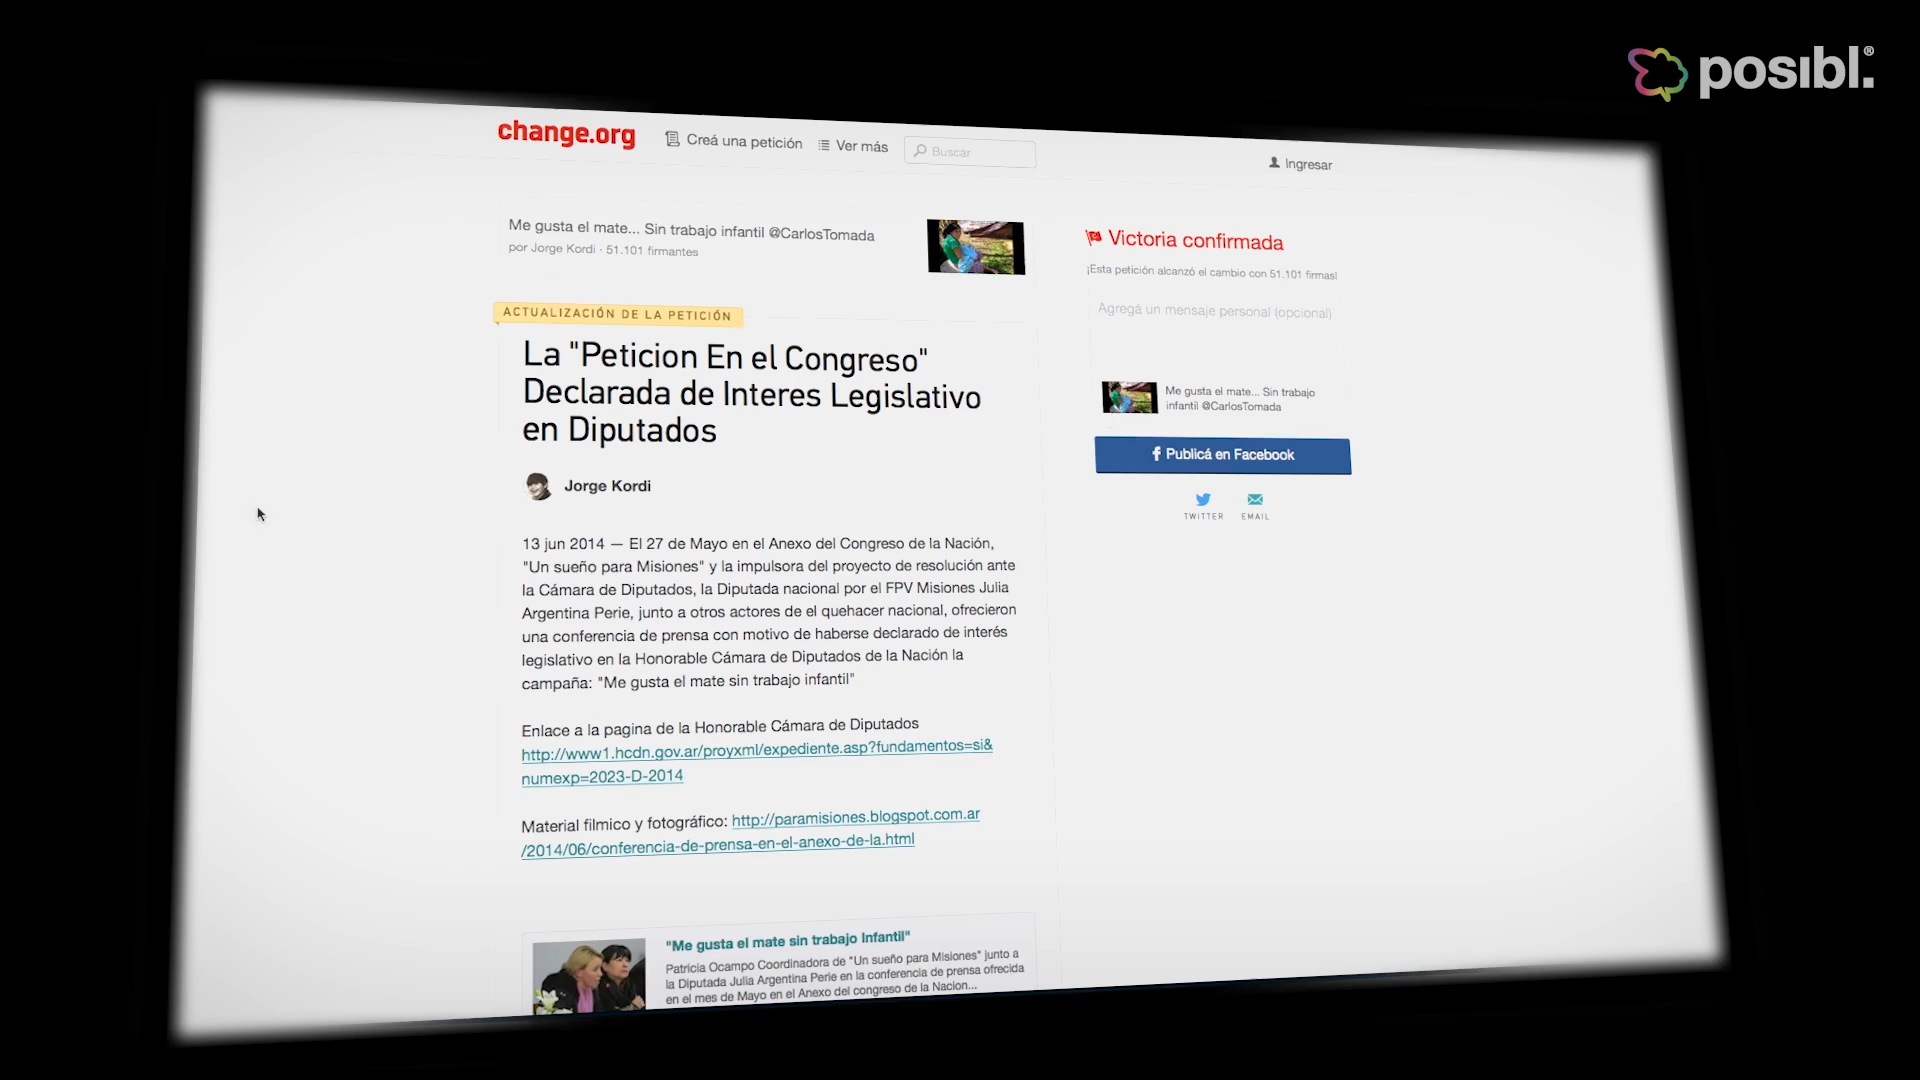 posibl.®
change.org
Creá una petición
Ver más
Buscar
Ingresar
Me gusta el mate... Sin trabajo infantil @CarlosTomada
por Jorge Kordi · 51.101 firmantes
ACTUALIZACIÓN DE LA PETICIÓN
La "Peticion En el Congreso"
Declarada de Interes Legislativo
en Diputados
Jorge Kordi
13 jun 2014 — El 27 de Mayo en el Anexo del Congreso de la Nación,
"Un sueño para Misiones" y la impulsora del proyecto de resolución ante
la Cámara de Diputados, la Diputada nacional por el FPV Misiones Julia
Argentina Perie, junto a otros actores de el quehacer nacional, ofrecieron
una conferencia de prensa con motivo de haberse declarado de interés
legislativo en la Honorable Cámara de Diputados de la Nación la
campaña: "Me gusta el mate sin trabajo infantil"
Enlace a la pagina de la Honorable Cámara de Diputados
http://www1.hcdn.gov.ar/proyxml/expediente.asp?fundamentos=si&
numexp=2023-D-2014
Material filmico y fotográfico: http://paramisiones.blogspot.com.ar
/2014/06/conferencia-de-prensa-en-el-anexo-de-la.html
"Me gusta el mate sin trabajo Infantil"
Patricia Ocampo Coordinadora de "Un sueño para Misiones" junto a
la Diputada Julia Argentina Perie en la conferencia de prensa ofrecida
en el mes de Mayo en el Anexo del congreso de la Nacion...
Victoria confirmada
¡Esta petición alcanzó el cambio con 51.101 firmas!
Agregá un mensaje personal (opcional)
Me gusta el mate... Sin trabajo
infantil @CarlosTomada
Publicá en Facebook
TWITTER
EMAIL